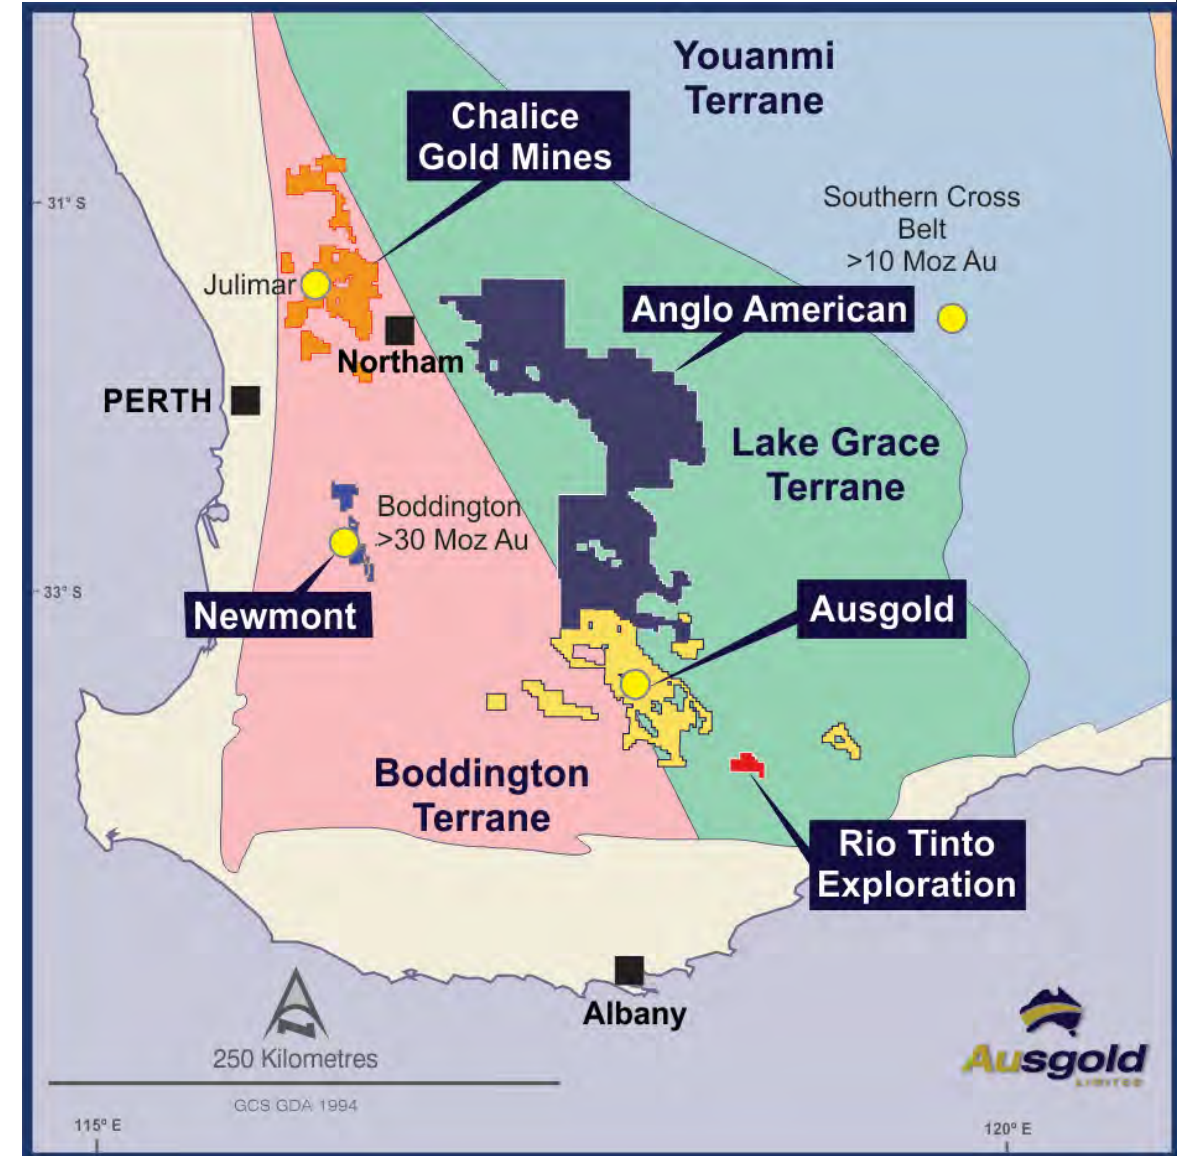 Youanmi
Terrane
Chalice
Gold Mines
31° S
Southern Cross
Belt
>10 Moz Au
Julimar
Anglo American
Northam
PERTH
Lake Grace
Terrane
Boddington
>30 Moz Au
33° S
Newmont
Ausgold
Boddington
Terrane
Rio Tinto
Exploration
Albany
250 Kilometres
GCS GDA 1994
Ausgold
LIMITED
115° E
120° E